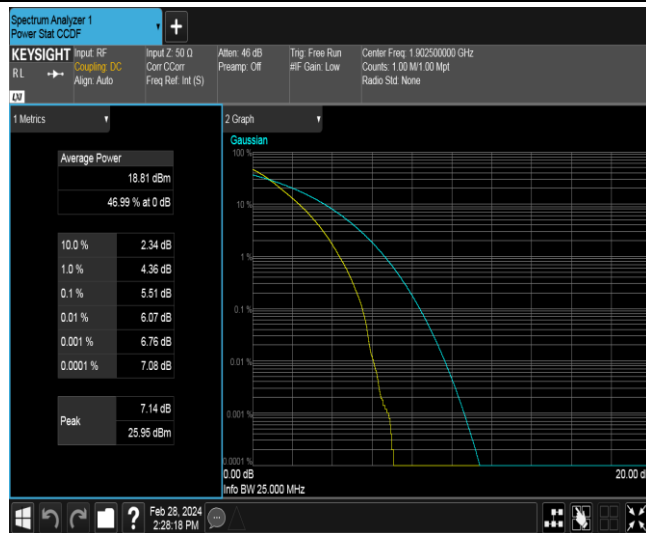 Spectrum Analyzer 1
Power Stat CCDF
+
KEYSIGHT
RL
LXI
Input: RF
Coupling: DC
Align: Auto
Input Z: 50 Ω
Corr CCorr
Freq Ref: Int (S)
Atten: 46 dB
Preamp: Off
Trig: Free Run
#IF Gain: Low
Center Freq: 1.902500000 GHz
Counts: 1.00 M/1.00 Mpt
Radio Std: None
1 Metrics
Average Power
18.81 dBm
46.99 % at 0 dB
10.0 % 2.34 dB
1.0 % 4.36 dB
0.1 % 5.51 dB
0.01 % 6.07 dB
0.001 % 6.76 dB
0.0001 % 7.08 dB
Peak
7.14 dB
25.95 dBm
2 Graph
Gaussian
100 %
10 %
1 %
0.1 %
0.01 %
0.001 %
0.0001 %
0.00 dB
20.00 d
Info BW 25.000 MHz
?
Feb 28, 2024
2:28:18 PM